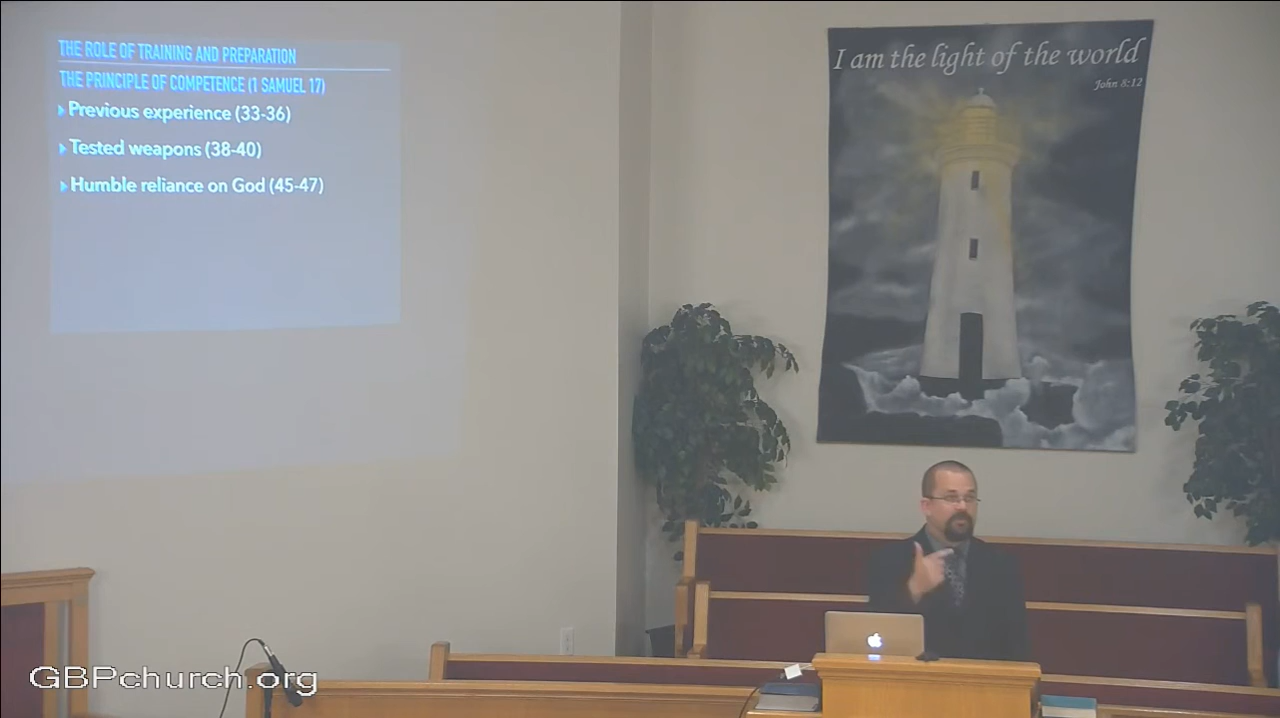 THE ROLE OF TRAINING AND PREPARATION
THE PRINCIPLE OF COMPETENCE (1 SAMUEL 17)
Previous experience (33-36)
Tested weapons (38-40)
Humble reliance on God (45-47)
I am the light of the world
John 8:12
GBPchurch.org